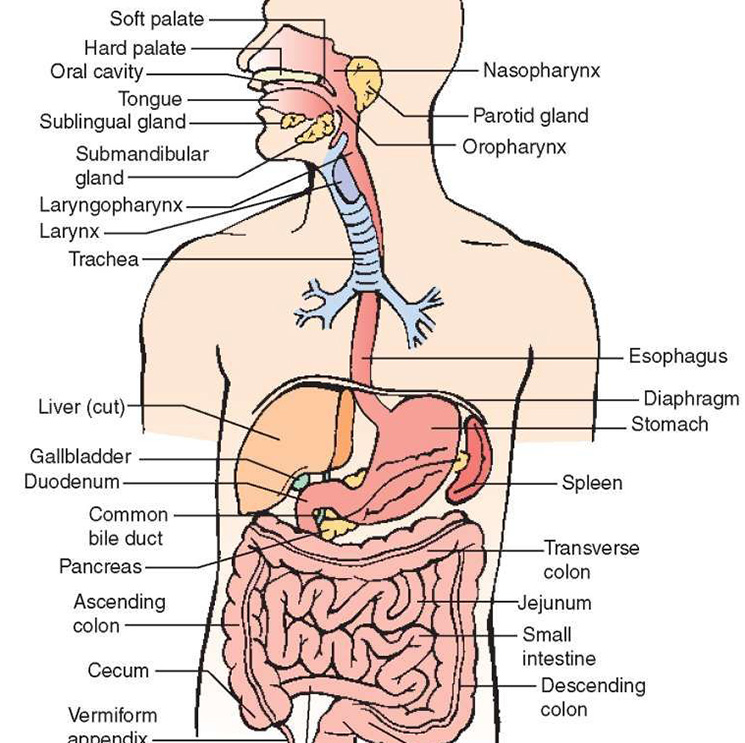 Soft palate
Hard palate
Oral cavity
Tongue
Sublingual gland
Submandibular
gland
Laryngopharynx
Larynx
Trachea
Liver (cut)
Gallbladder
Duodenum
Common
bile duct
Pancreas
Ascending
colon
Cecum
Vermiform
appendix
Nasopharynx
Parotid gland
Oropharynx
Esophagus
Diaphragm
Stomach
Spleen
Transverse
colon
Jejunum
Small
intestine
Descending
colon